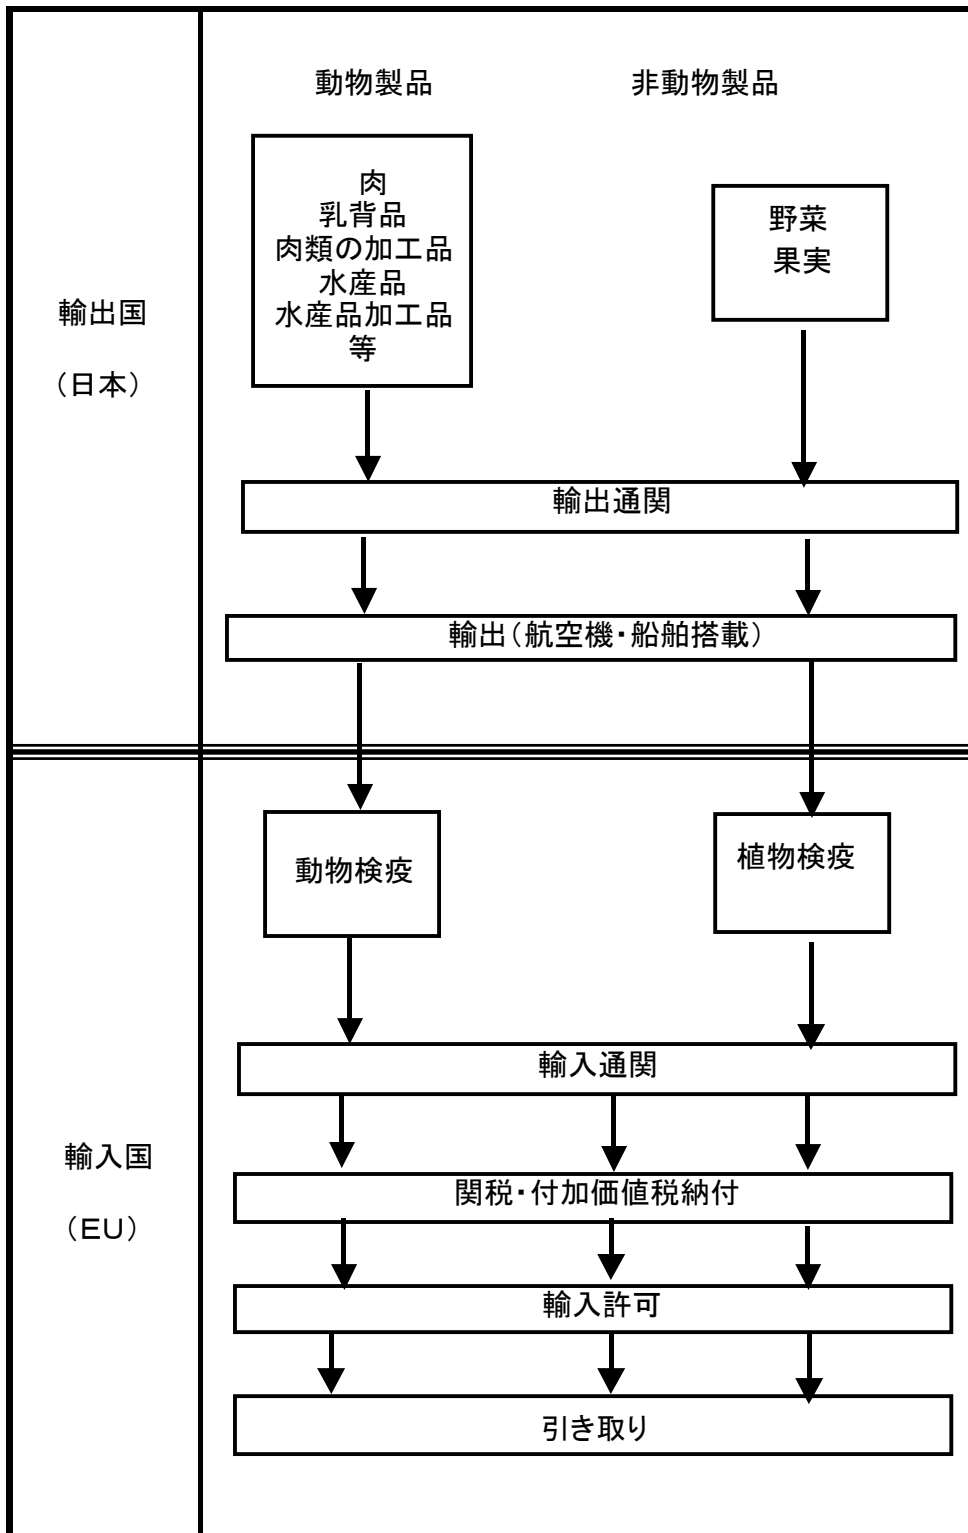 動物製品
非動物製品
肉
乳背品
肉類の加工品
水産品
水産品加工品
等
野菜
果実
輸出国
（日本）
輸出通関
輸出（航空機・船舶搭載）
動物検疫
植物検疫
輸入通関
輸入国
（ＥＵ）
関税・付加価値税納付
輸入許可
引き取り